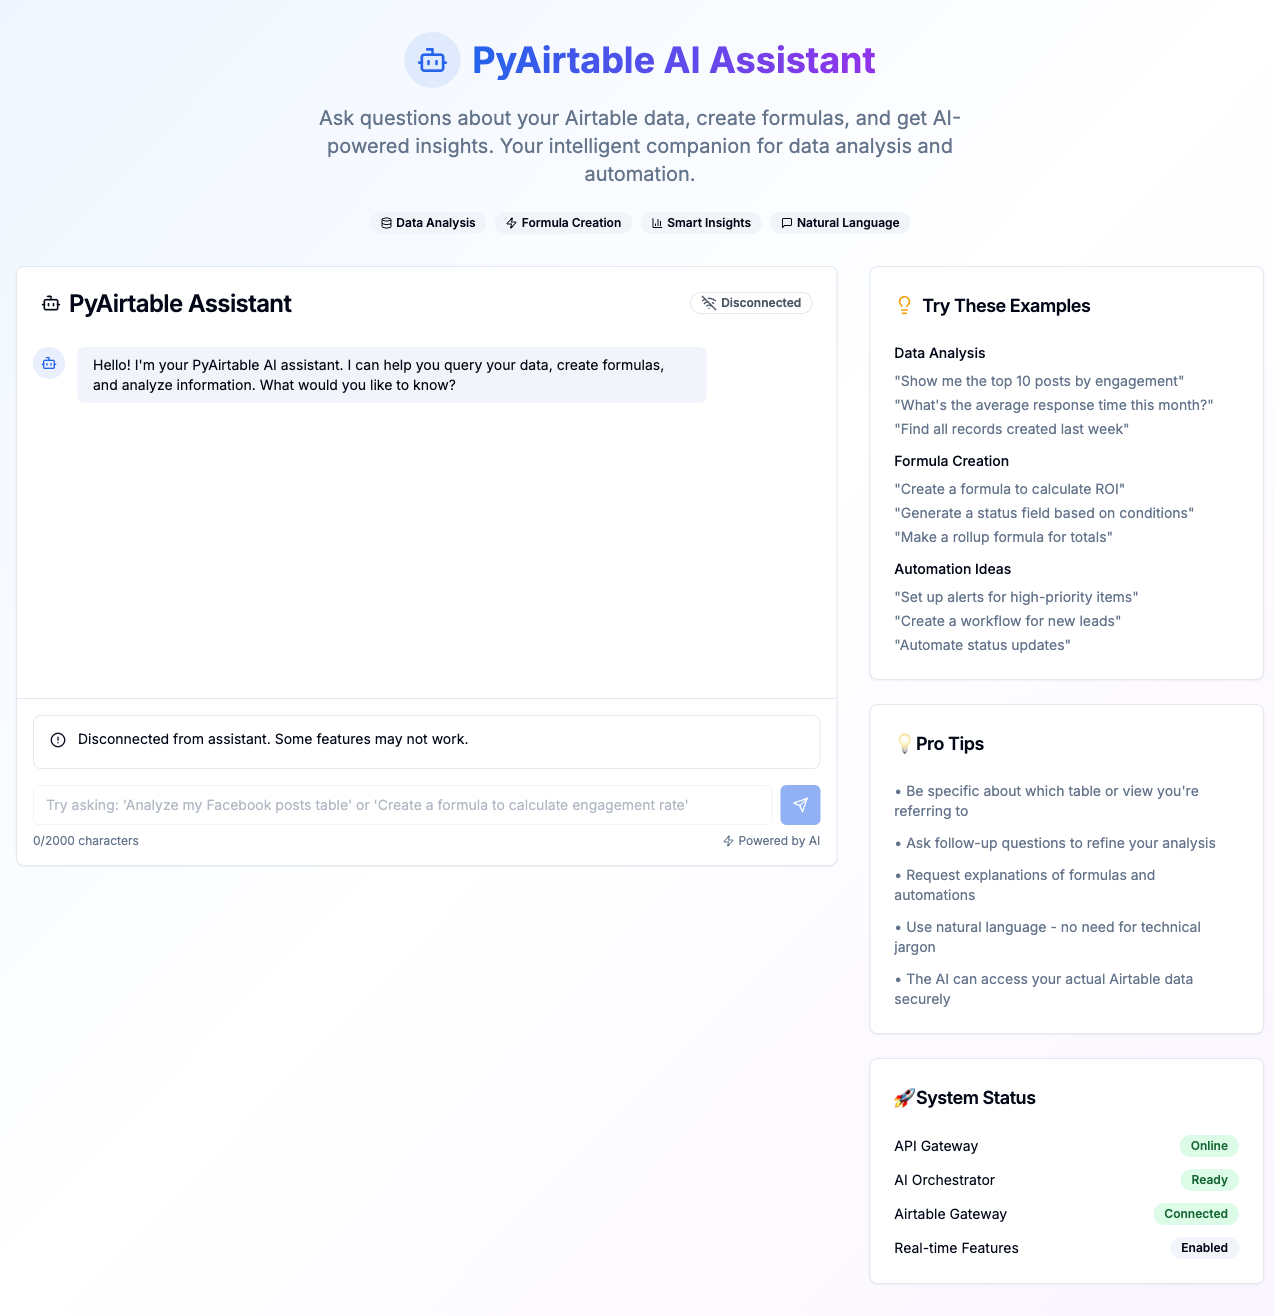 PyAirtable AI Assistant
Ask questions about your Airtable data, create formulas, and get AI-
powered insights. Your intelligent companion for data analysis and
automation.
Data Analysis
Formula Creation
Smart Insights
Natural Language
PyAirtable Assistant
Disconnected
Hello! I'm your PyAirtable AI assistant. I can help you query your data, create formulas,
and analyze information. What would you like to know?
Disconnected from assistant. Some features may not work.
Try asking: 'Analyze my Facebook posts table' or 'Create a formula to calculate engagement rate'
0/2000 characters
Powered by AI
Try These Examples
Data Analysis
"Show me the top 10 posts by engagement"
"What's the average response time this month?"
"Find all records created last week"
Formula Creation
"Create a formula to calculate ROI"
"Generate a status field based on conditions"
"Make a rollup formula for totals"
Automation Ideas
"Set up alerts for high-priority items"
"Create a workflow for new leads"
"Automate status updates"
💡Pro Tips
• Be specific about which table or view you're
referring to
• Ask follow-up questions to refine your analysis
• Request explanations of formulas and
automations
• Use natural language - no need for technical
jargon
• The AI can access your actual Airtable data
securely
🚀System Status
API Gateway
Online
AI Orchestrator
Ready
Airtable Gateway
Connected
Real-time Features
Enabled